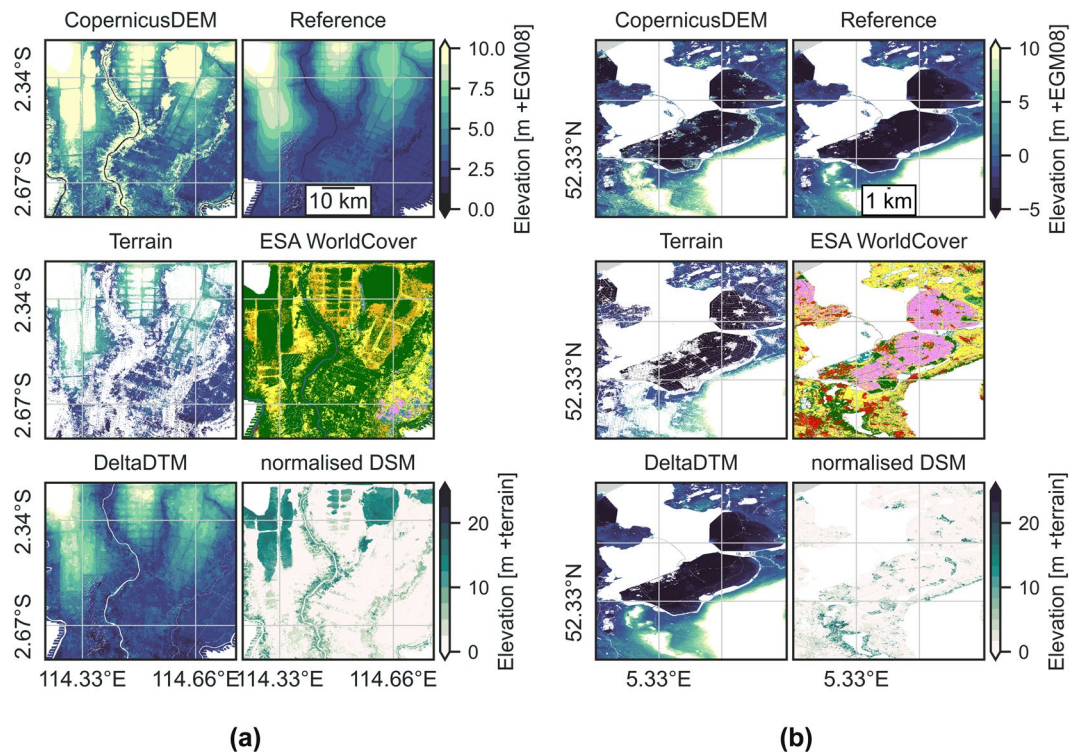 CopernicusDEM Reference
2.34°S
2.67°S
10 km
10.0
7.5
5.0
2.5
0.0
Elevation [m +EGM08]
Terrain ESA WorldCover
2.34°S
2.67°S
DeltaDTM normalised DSM
2.34°S
2.67°S
114.33°E 114.66°E 114.33°E 114.66°E
20
10
0
Elevation [m +terrain]
(a)
CopernicusDEM Reference
52.33°N
1 km
10
5
0
−5
Elevation [m +EGM08]
Terrain ESA WorldCover
52.33°N
DeltaDTM normalised DSM
52.33°N
5.33°E 5.33°E
20
10
0
Elevation [m +terrain]
(b)